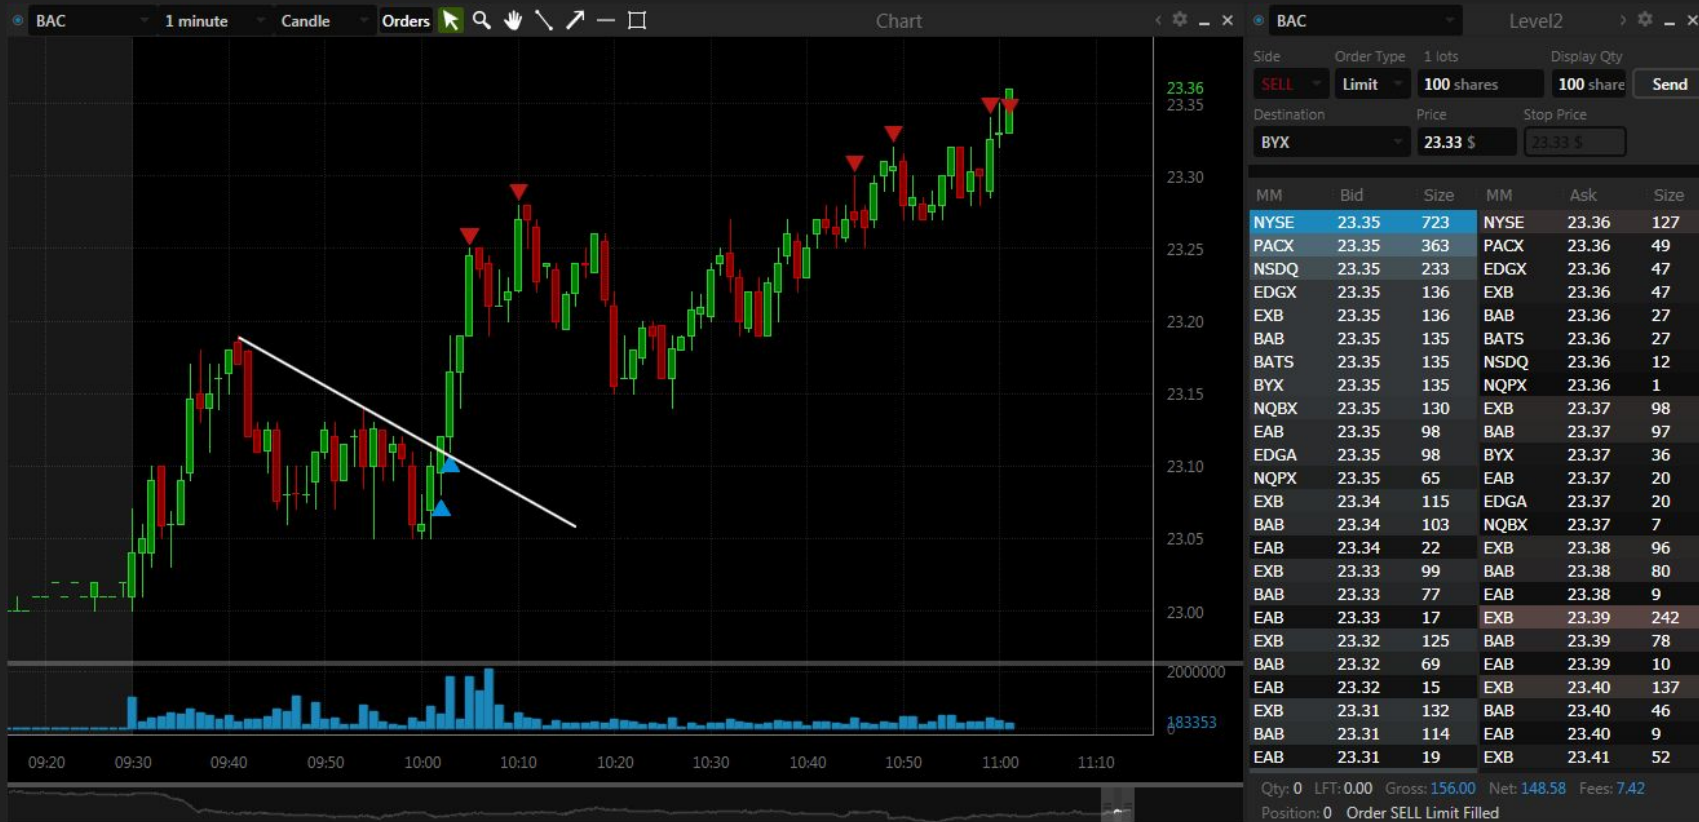 BAC 1 minute Candle Orders Chart
23.36
23.35
23.30
23.25
23.20
23.15
23.10
23.05
23.00
2000000
183353
0
09:20 09:30 09:40 09:50 10:00 10:10 10:20 10:30 10:40 10:50 11:00 11:10
BAC Level2
Side Order Type 1 lots Display Qty
SELL Limit 100 shares 100 share Send
Destination Price Stop Price
BYX 23.33 $ 23.33 $
MM Bid Size MM Ask Size
NYSE 23.35 723 NYSE 23.36 127
PACX 23.35 363 PACX 23.36 49
NSDQ 23.35 233 EDGX 23.36 47
EDGX 23.35 136 EXB 23.36 47
EXB 23.35 136 BAB 23.36 27
BAB 23.35 135 BATS 23.36 27
BATS 23.35 135 NSDQ 23.36 12
BYX 23.35 135 NQPX 23.36 1
NQBX 23.35 130 EXB 23.37 98
EAB 23.35 98 BAB 23.37 97
EDGA 23.35 98 BYX 23.37 36
NQPX 23.35 65 EAB 23.37 20
EXB 23.34 115 EDGA 23.37 20
BAB 23.34 103 NQBX 23.37 7
EAB 23.34 22 EXB 23.38 96
EXB 23.33 99 BAB 23.38 80
BAB 23.33 77 EAB 23.38 9
EAB 23.33 17 EXB 23.39 242
EXB 23.32 125 BAB 23.39 78
BAB 23.32 69 EAB 23.39 10
EAB 23.32 15 EXB 23.40 137
EXB 23.31 132 BAB 23.40 46
BAB 23.31 114 EAB 23.40 9
EAB 23.31 19 EXB 23.41 52
Qty: 0 LFT: 0.00 Gross: 156.00 Net: 148.58 Fees: 7.42
Position: 0 Order SELL Limit Filled